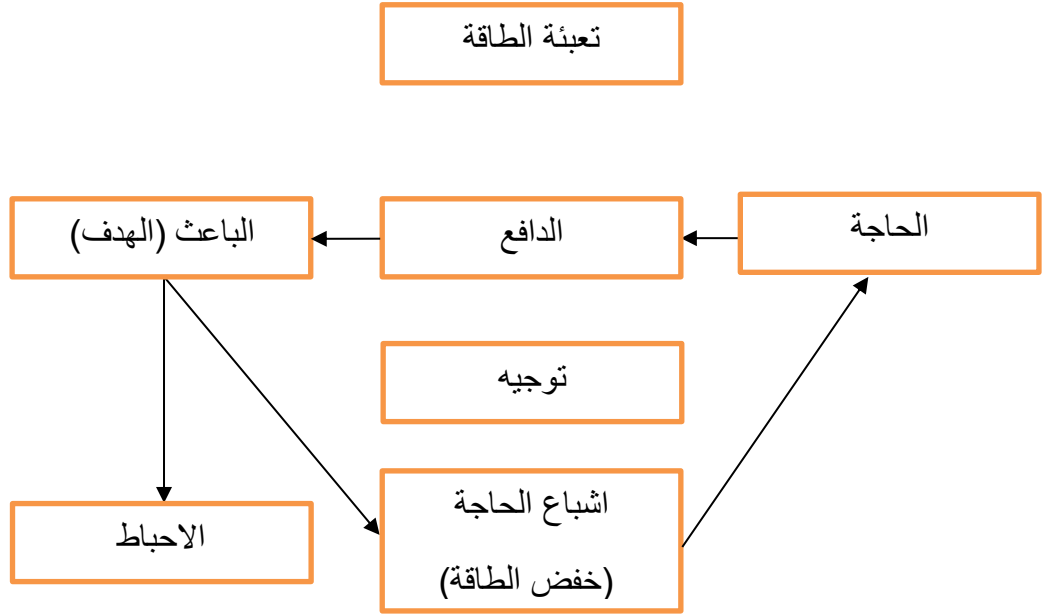 تعبئة الطاقة
الحاجة
الدافع
الباعث (الهدف)
توجيه
اشباع الحاجة
(خفض الطاقة)
الاحباط